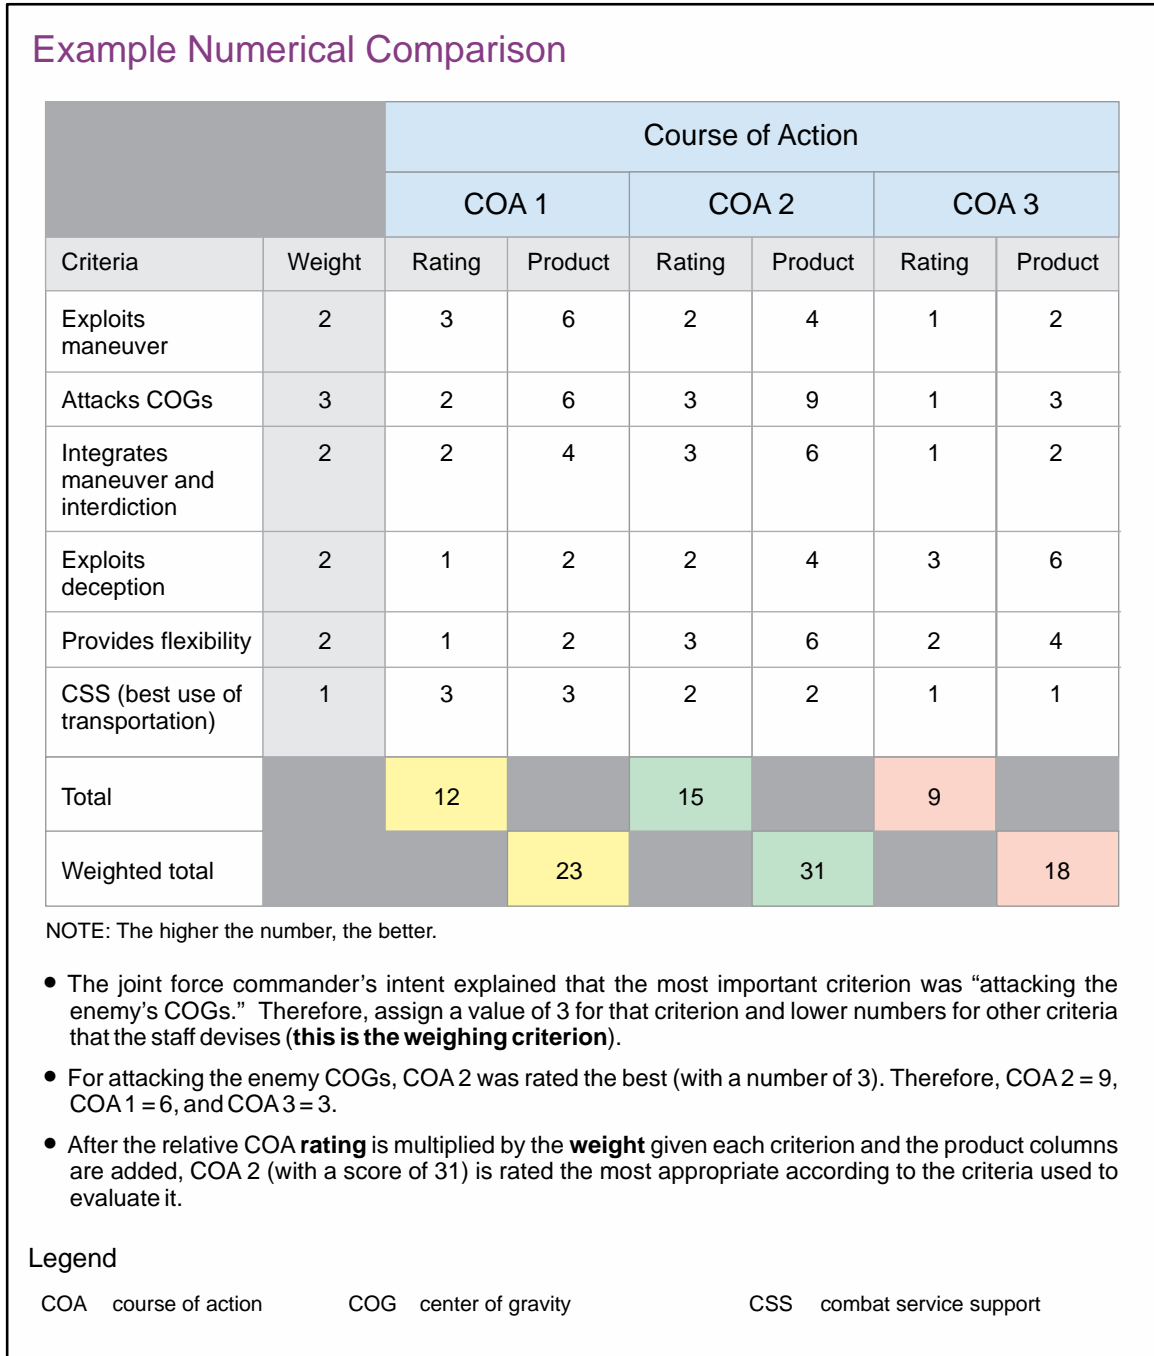 Example Numerical Comparison
Course of Action
COA 1 COA 2 COA 3
Criteria Weight Rating Product Rating Product Rating Product
Exploits
maneuver 2 3 6 2 4 1 2
Attacks COGs 3 2 6 3 9 1 3
Integrates
maneuver and
interdiction 2 2 4 3 6 1 2
Exploits
deception 2 1 2 2 4 3 6
Provides flexibility 2 1 2 3 6 2 4
CSS (best use of
transportation) 1 3 3 2 2 1 1
Total 12 15 9
Weighted total 23 31 18
NOTE: The higher the number, the better.
• The joint force commander’s intent explained that the most important criterion was “attacking the
enemy’s COGs.” Therefore, assign a value of 3 for that criterion and lower numbers for other criteria
that the staff devises (this is the weighing criterion).
• For attacking the enemy COGs, COA 2 was rated the best (with a number of 3). Therefore, COA 2 = 9,
COA 1 = 6, and COA 3 = 3.
• After the relative COA rating is multiplied by the weight given each criterion and the product columns
are added, COA 2 (with a score of 31) is rated the most appropriate according to the criteria used to
evaluate it.
Legend
COA course of action COG center of gravity CSS combat service support